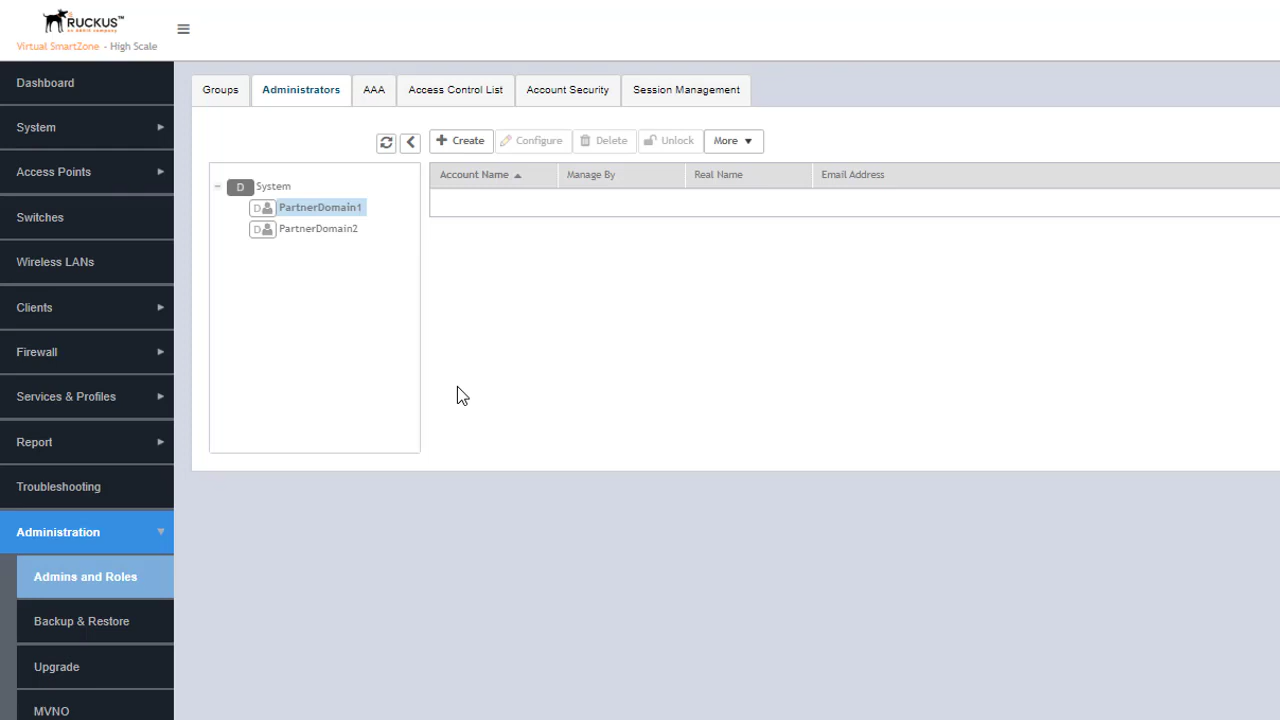 RUCKUS™
an ARRIS company
Virtual SmartZone - High Scale
Dashboard
System
Access Points
Switches
Wireless LANs
Clients
Firewall
Services & Profiles
Report
Troubleshooting
Administration
Admins and Roles
Backup & Restore
Upgrade
MVNO
Groups Administrators AAA Access Control List Account Security Session Management
Create Configure Delete Unlock More
D System
D PartnerDomain1
D PartnerDomain2
Account Name Manage By Real Name Email Address